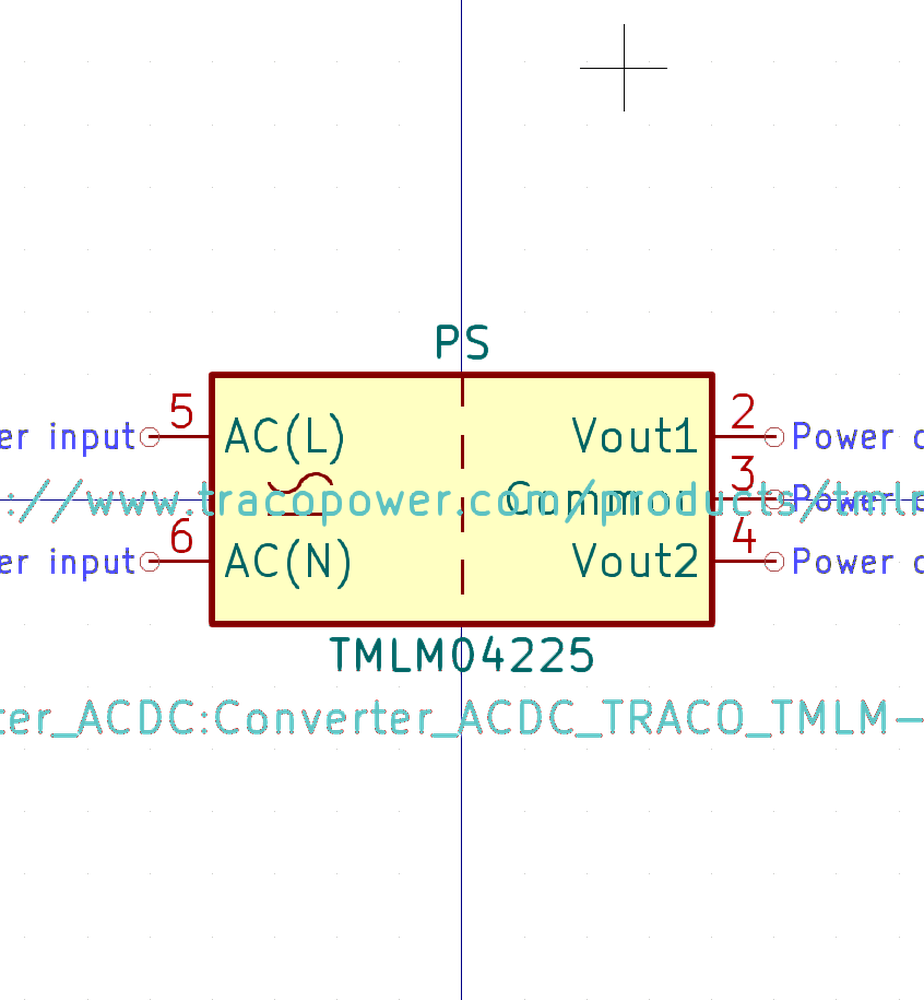 PS
5
2
er input
AC(L)
Vout1
Power
3
://www.tracopower.com/products/tmlm
Common
Power
6
4
er input
AC(N)
Vout2
Power
TMLM04225
ter_ACDC:Converter_ACDC_TRACO_TMLM-